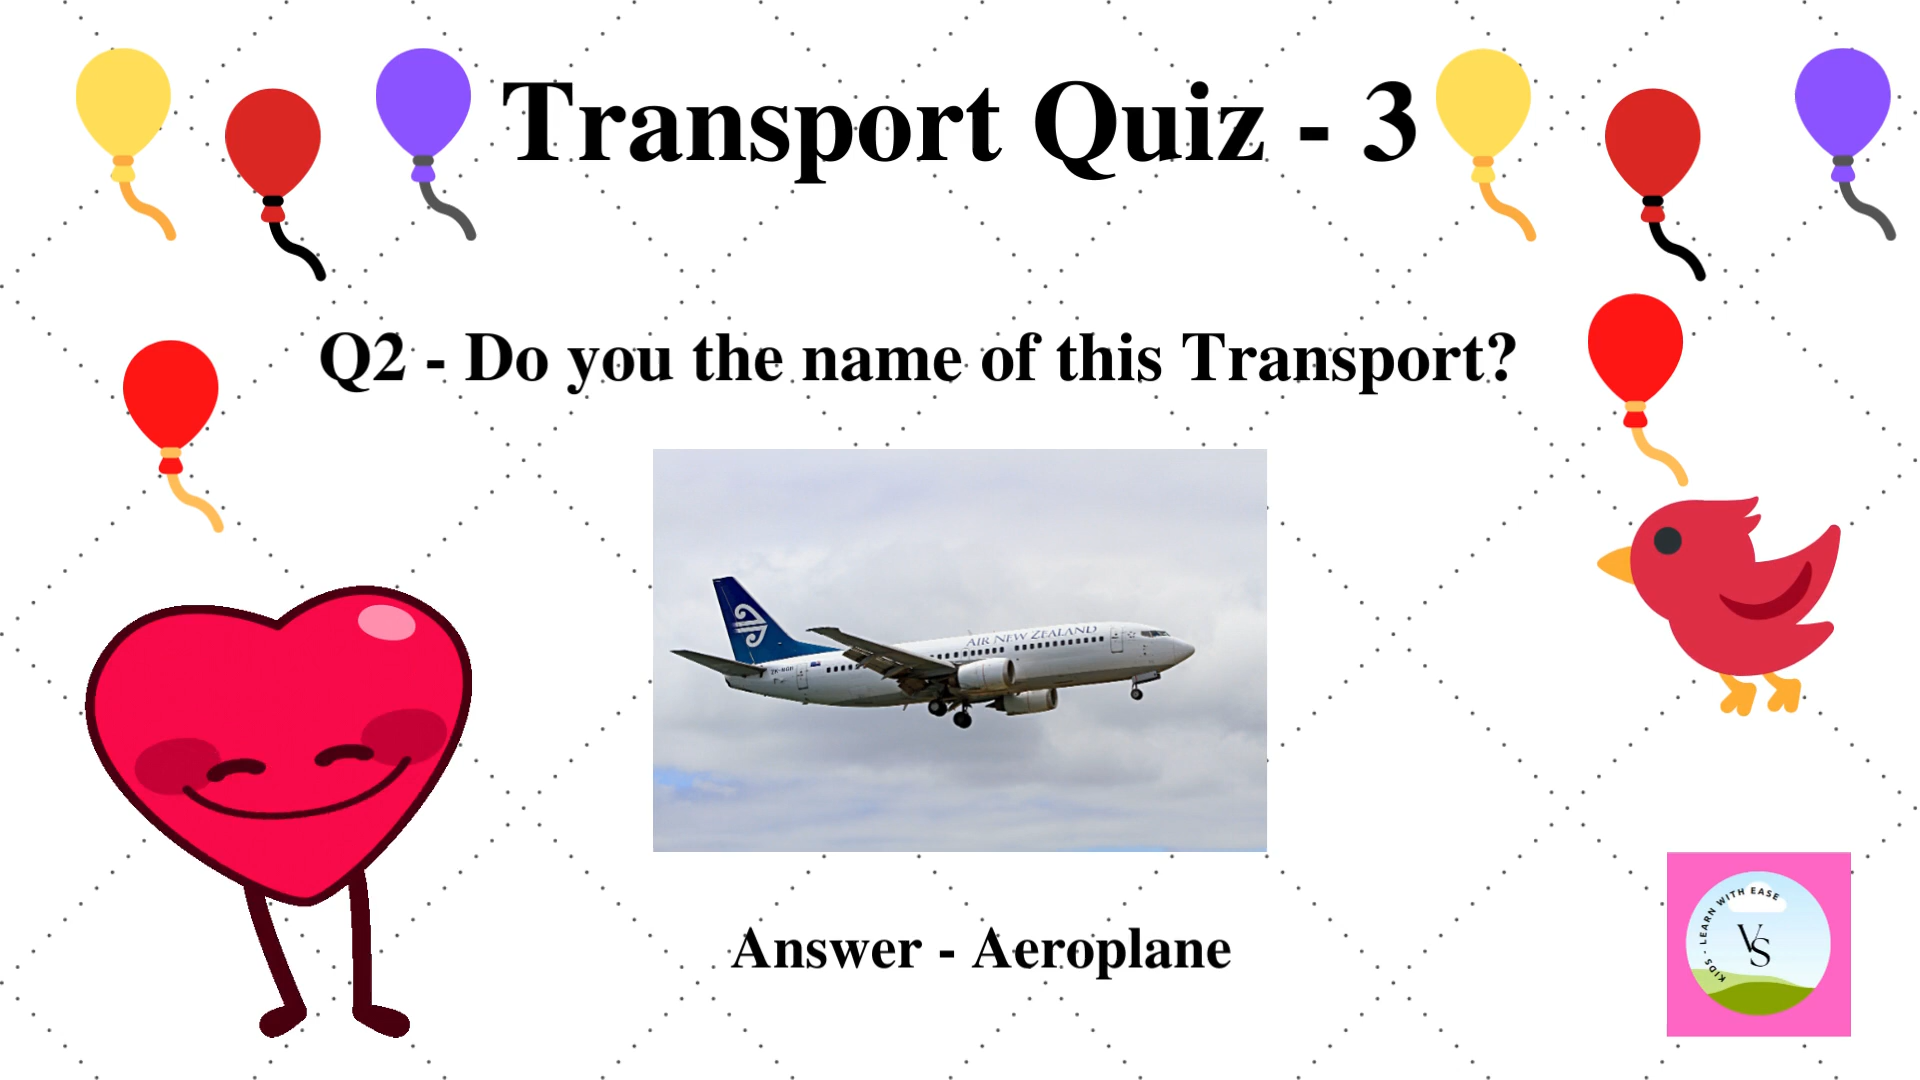 Transport Quiz - 3
Q2 - Do you the name of this Transport?
AIR NEW ZEALAND
Answer - Aeroplane
KIDS - LEARN WITH EASE
VS